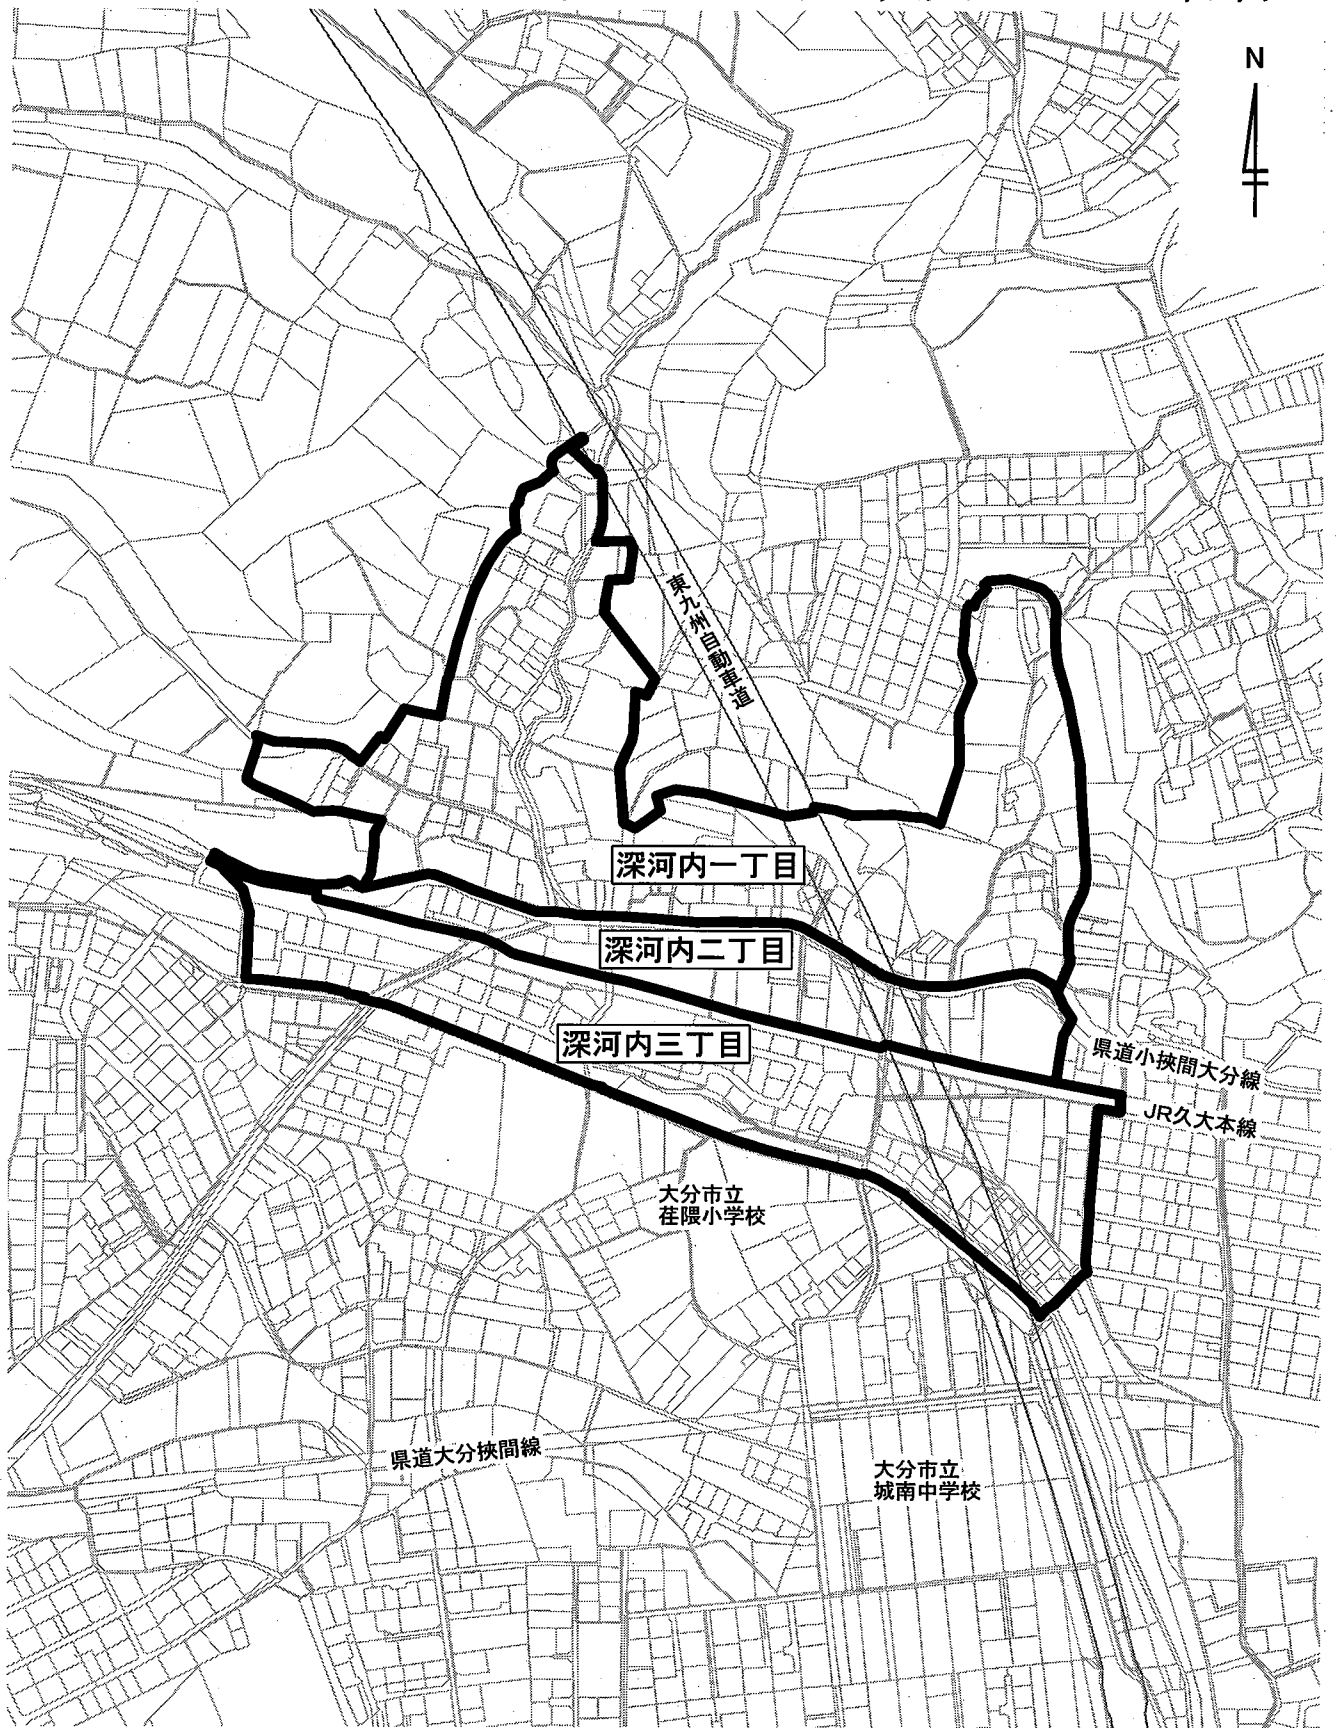 N
東九州自動車道
深河内一丁目
深河内二丁目
深河内三丁目
県道小挾間大分線
JR久大本線
大分市立
荏隈小学校
県道大分挾間線
大分市立
城南中学校